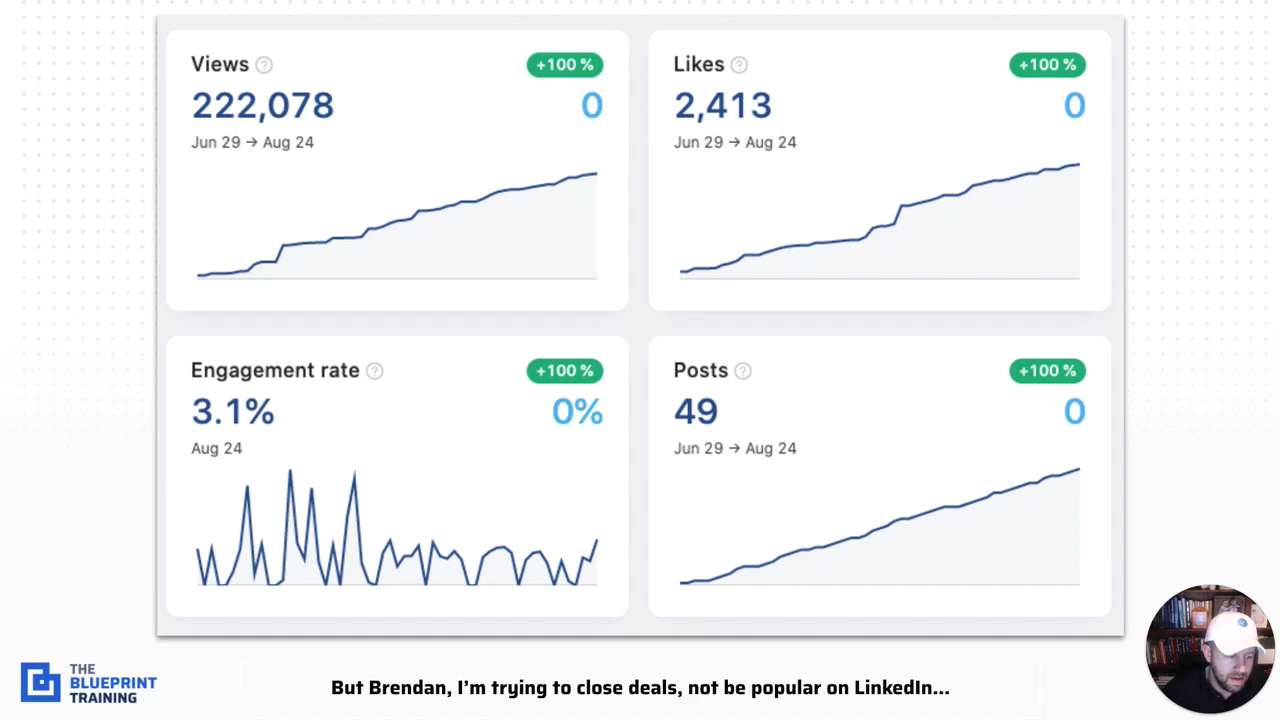 Views
+100 %
222,078
0
Jun 29 → Aug 24
Likes
+100 %
2,413
0
Jun 29 → Aug 24
Engagement rate
+100 %
3.1%
0%
Aug 24
Posts
+100 %
49
0
Jun 29 → Aug 24
THE
BLUEPRINT
TRAINING
But Brendan, I’m trying to close deals, not be popular on LinkedIn...